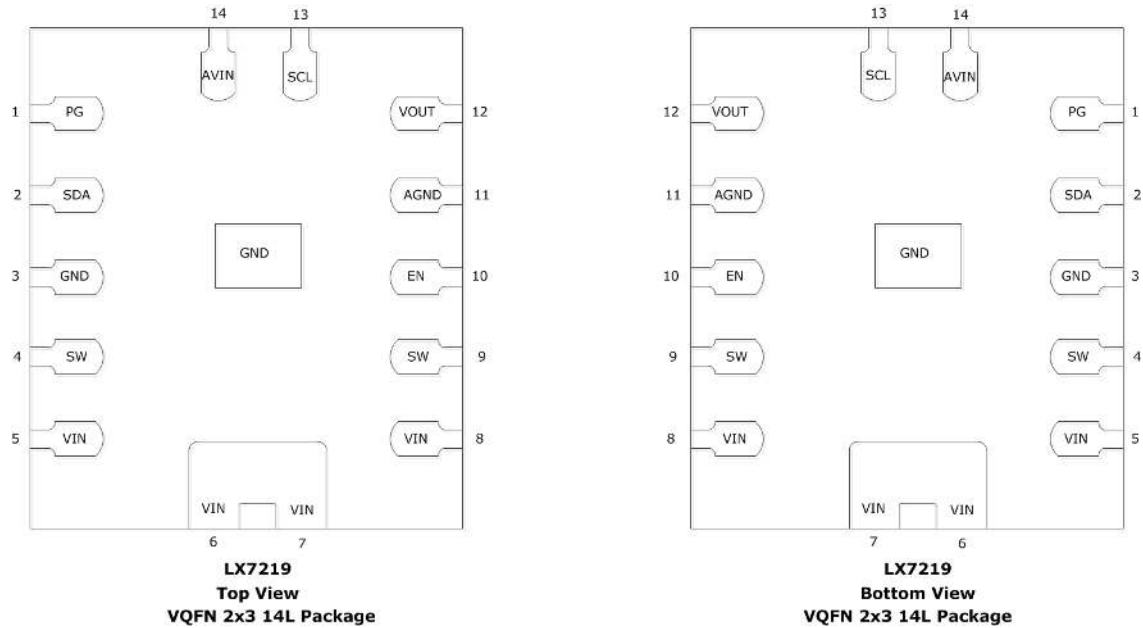 14 13
AVIN SCL
1 PG VOUT 12
2 SDA AGND 11
GND
3 GND EN 10
4 SW SW 9
5 VIN VIN 8
VIN VIN
6 7
LX7219
Top View
VQFN 2x3 14L Package
13 14
SCL AVIN
12 VOUT PG 1
11 AGND SDA 2
GND
10 EN GND 3
9 SW SW 4
8 VIN VIN 5
VIN VIN
7 6
LX7219
Bottom View
VQFN 2x3 14L Package